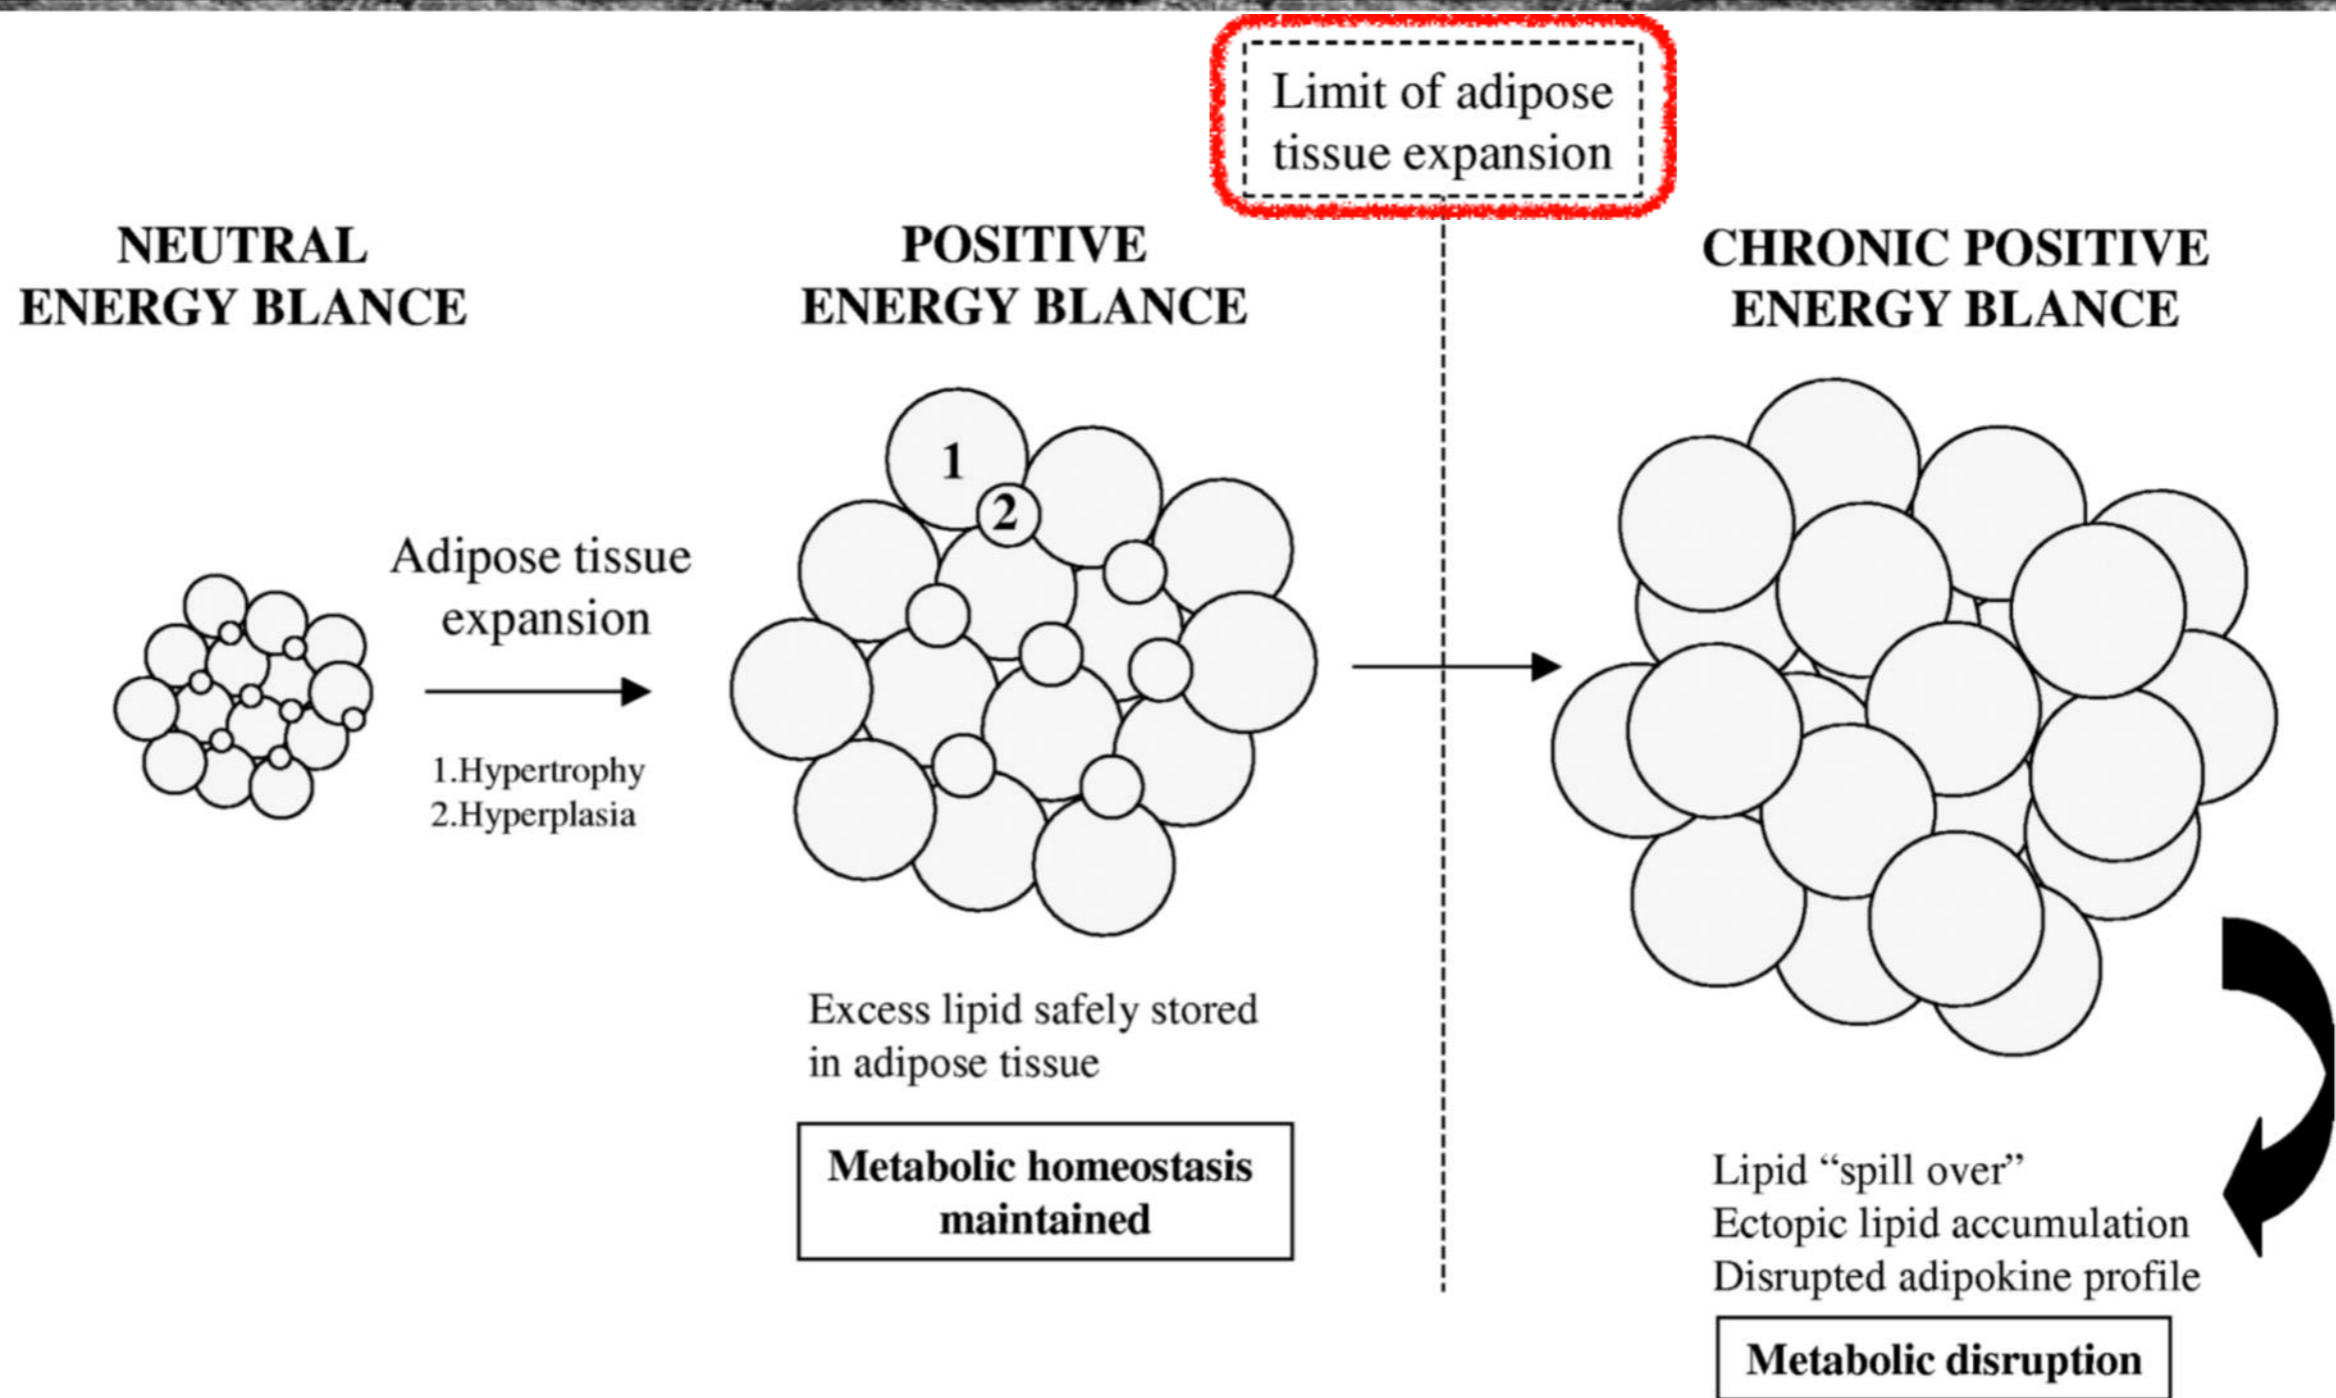 Limit of adipose
tissue expansion
NEUTRAL
ENERGY BLANCE
POSITIVE
ENERGY BLANCE
CHRONIC POSITIVE
ENERGY BLANCE
Adipose tissue
expansion
1.Hypertrophy
2.Hyperplasia
1
2
Excess lipid safely stored
in adipose tissue
Metabolic homeostasis
maintained
Lipid “spill over”
Ectopic lipid accumulation
Disrupted adipokine profile
Metabolic disruption